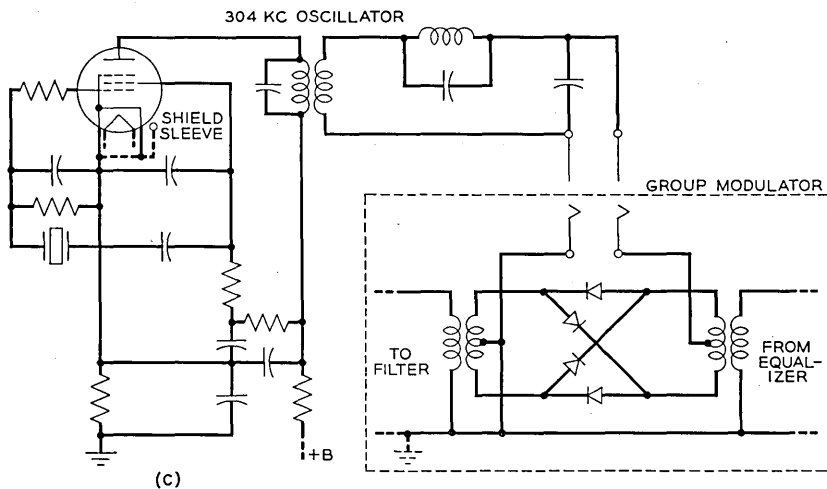 304 KC OSCILLATOR
SHIELD
SLEEVE
GROUP MODULATOR
TO
FILTER
FROM
EQUAL-
IZER
+B
(C)